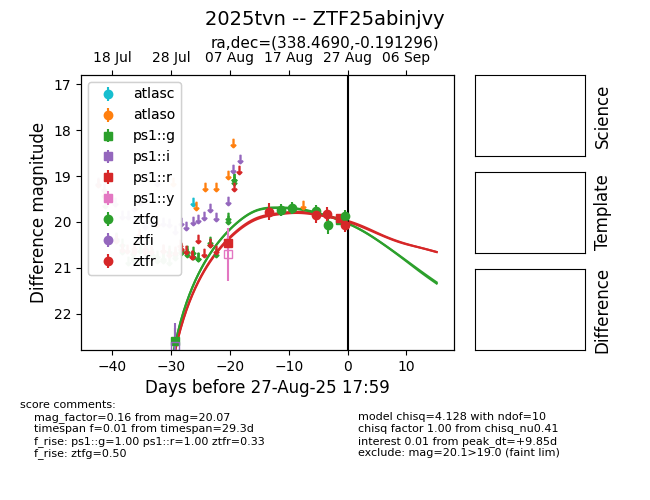 2025tvn -- ZTF25abinjvy
ra,dec=(338.4690,-0.191296)
18 Jul 28 Jul 07 Aug 17 Aug 27 Aug 06 Sep
17
18
19
20
21
22
Difference magnitude
atlasc
atlaso
ps1::g
ps1::i
ps1::r
ps1::y
ztfg
ztfi
ztfr
Science
Template
Difference
−40 −30 −20 −10 0 10
Days before 27-Aug-25 17:59
score comments:
mag_factor=0.16 from mag=20.07
timespan f=0.01 from timespan=29.3d
f_rise: ps1::g=1.00 ps1::r=1.00 ztfr=0.33
f_rise: ztfg=0.50
model chisq=4.128 with ndof=10
chisq factor 1.00 from chisq_nu0.41
interest 0.01 from peak_dt=+9.85d
exclude: mag=20.1>19.0 (faint lim)